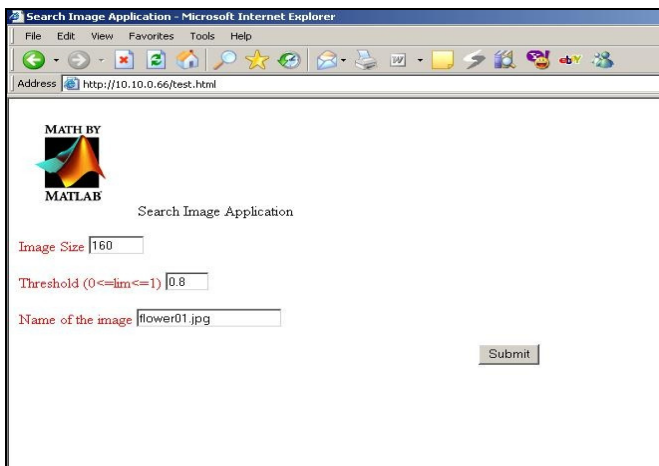 Search Image Application - Microsoft Internet Explorer
File Edit View Favorites Tools Help
Address http://10.10.0.66/test.html
MATH BY
MATLAB
Search Image Application
Image Size 160
Threshold (0<=lim<=1) 0.8
Name of the image flower01.jpg
Submit